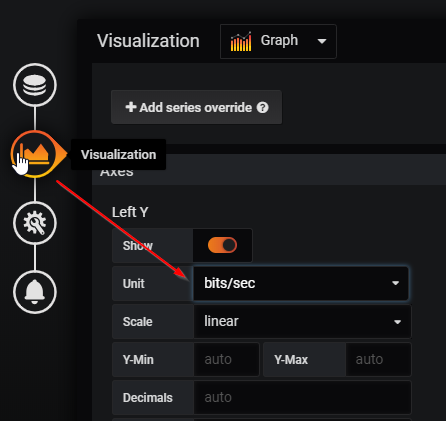 Visualization Graph
+ Add series override ?
Visualization
Axes
Left Y
Show
Unit bits/sec
Scale linear
Y-Min auto Y-Max auto
Decimals auto